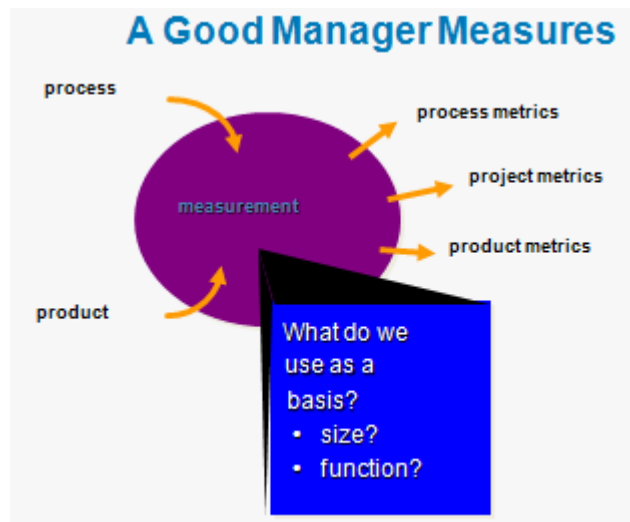 A Good Manager Measures
process
process metrics
project metrics
measurement
product metrics
product
What do we
use as a
basis?
• size?
• function?